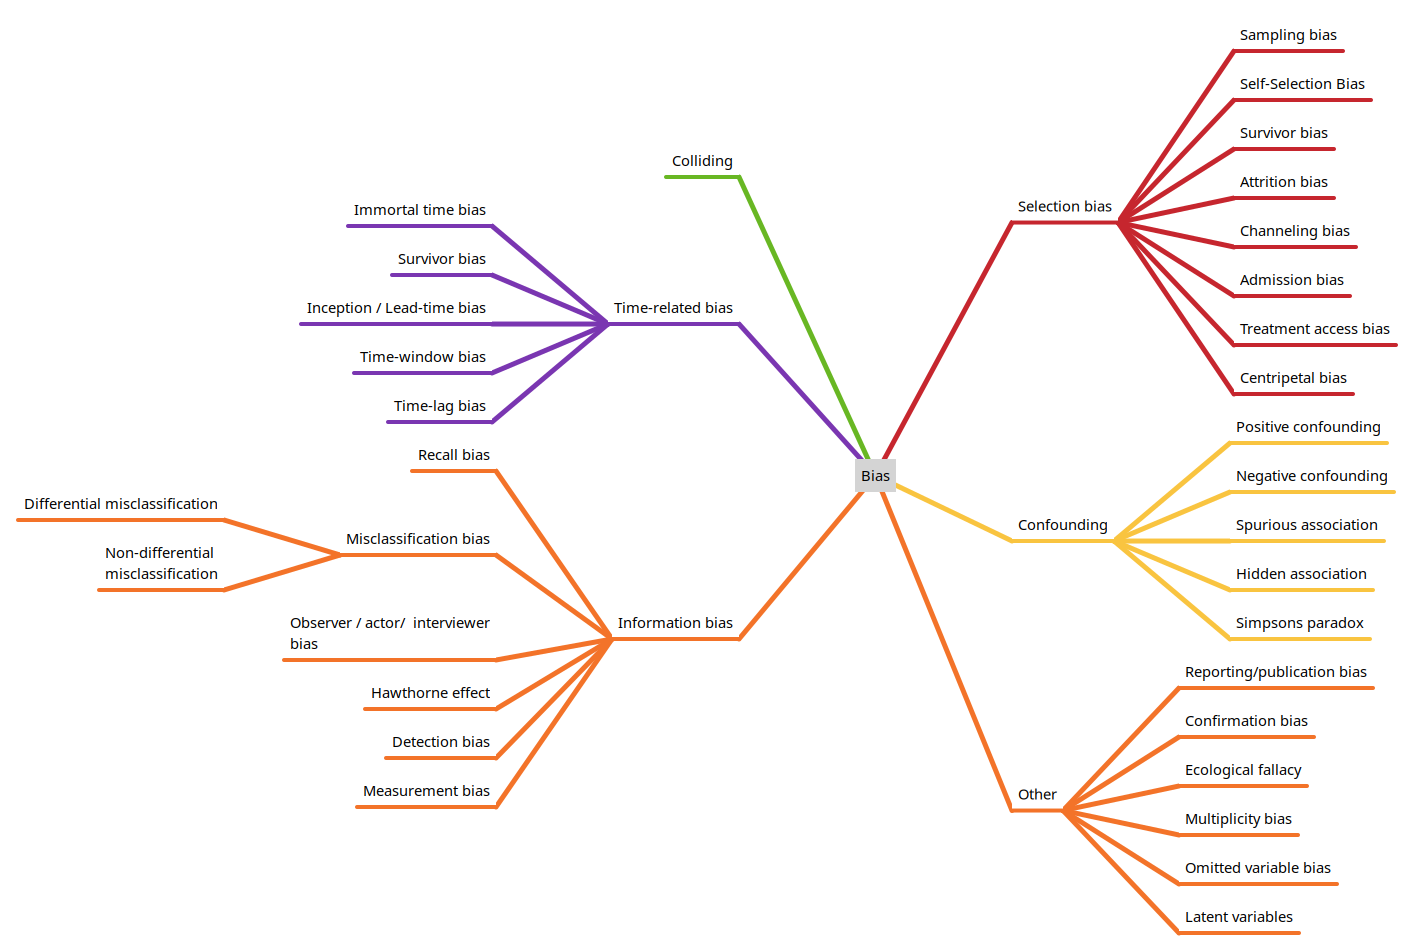 Bias
Selection bias
Sampling bias
Self-Selection Bias
Survivor bias
Attrition bias
Channeling bias
Admission bias
Treatment access bias
Centripetal bias
Confounding
Positive confounding
Negative confounding
Spurious association
Hidden association
Simpsons paradox
Other
Reporting/publication bias
Confirmation bias
Ecological fallacy
Multiplicity bias
Omitted variable bias
Latent variables
Colliding
Time-related bias
Immortal time bias
Survivor bias
Inception / Lead-time bias
Time-window bias
Time-lag bias
Information bias
Recall bias
Misclassification bias
Differential misclassification
Non-differential
misclassification
Observer / actor/  interviewer
bias
Hawthorne effect
Detection bias
Measurement bias